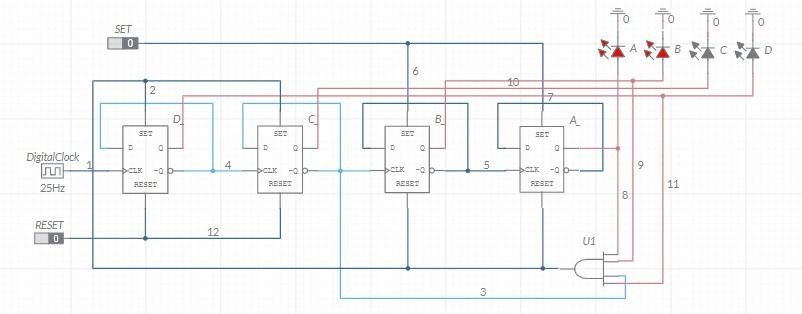 0 0 0 0
SET
0
A B C D
6
10
7
2
D_ C_ B_ A_
SET SET SET SET
D Q D Q D Q D Q
DigitalClock
1
4
5
9
CLK -Q CLK -Q CLK -Q CLK -Q
25Hz
RESET RESET RESET RESET
11
8
RESET
0
12
U1
3